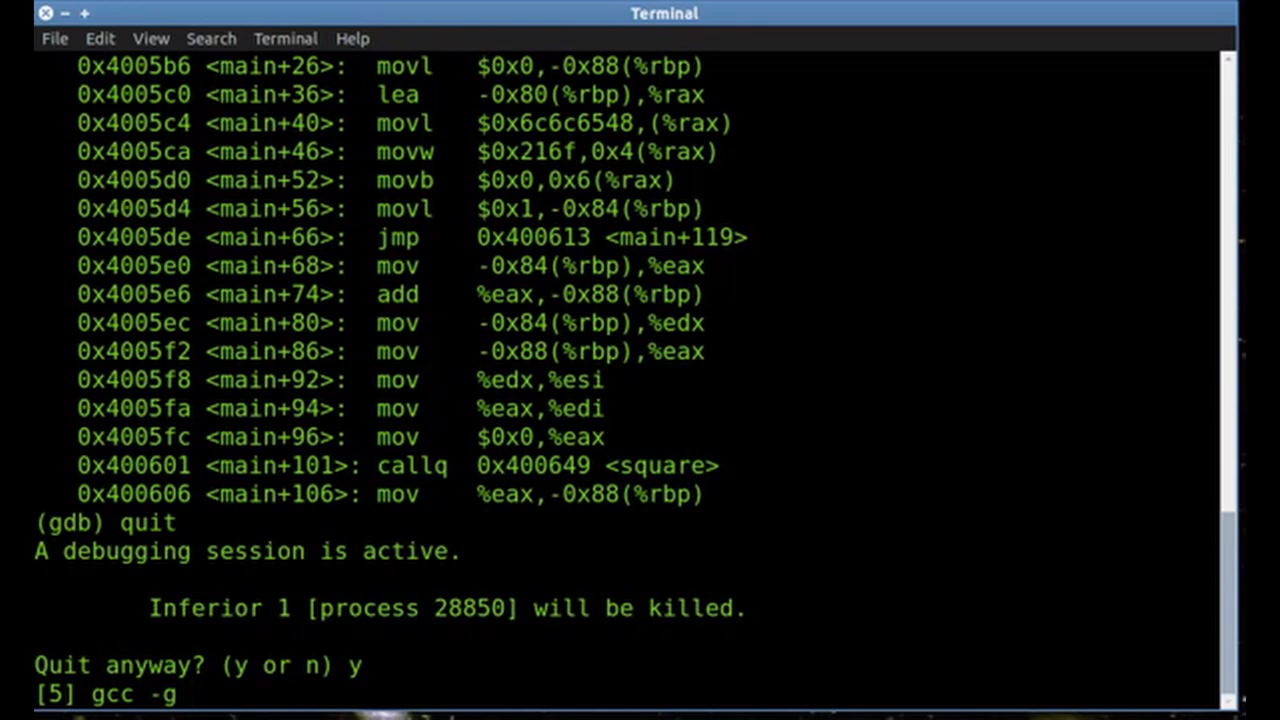 Terminal
File Edit View Search Terminal Help
0x4005b6 <main+26>: movl $0x0,-0x88(%rbp)
0x4005c0 <main+36>: lea -0x80(%rbp),%rax
0x4005c4 <main+40>: movl $0x6c6c6548,(%rax)
0x4005ca <main+46>: movw $0x216f,0x4(%rax)
0x4005d0 <main+52>: movb $0x0,0x6(%rax)
0x4005d4 <main+56>: movl $0x1,-0x84(%rbp)
0x4005de <main+66>: jmp 0x400613 <main+119>
0x4005e0 <main+68>: mov -0x84(%rbp),%eax
0x4005e6 <main+74>: add %eax,-0x88(%rbp)
0x4005ec <main+80>: mov -0x84(%rbp),%edx
0x4005f2 <main+86>: mov -0x88(%rbp),%eax
0x4005f8 <main+92>: mov %edx,%esi
0x4005fa <main+94>: mov %eax,%edi
0x4005fc <main+96>: mov $0x0,%eax
0x400601 <main+101>: callq 0x400649 <square>
0x400606 <main+106>: mov %eax,-0x88(%rbp)
(gdb) quit
A debugging session is active.
Inferior 1 [process 28850] will be killed.
Quit anyway? (y or n) y
[5] gcc -g